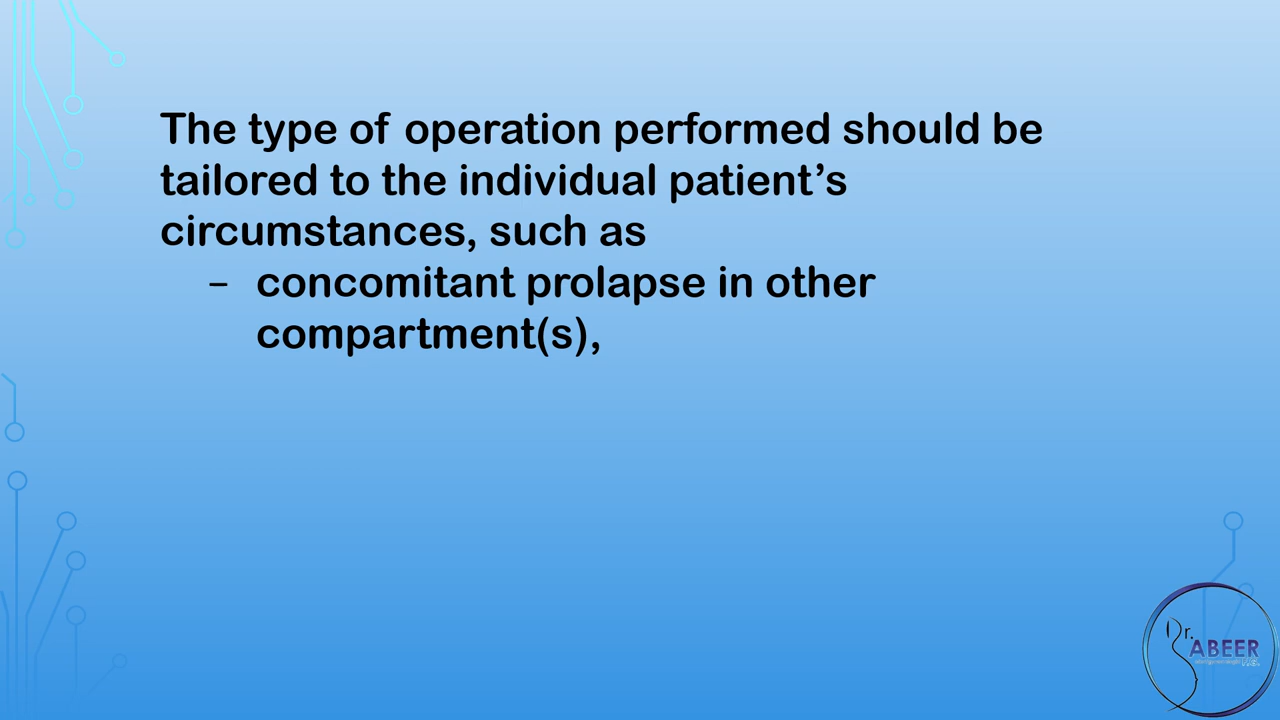 The type of operation performed should be
tailored to the individual patient’s
circumstances, such as
– concomitant prolapse in other
compartment(s),
Dr.
ABEER